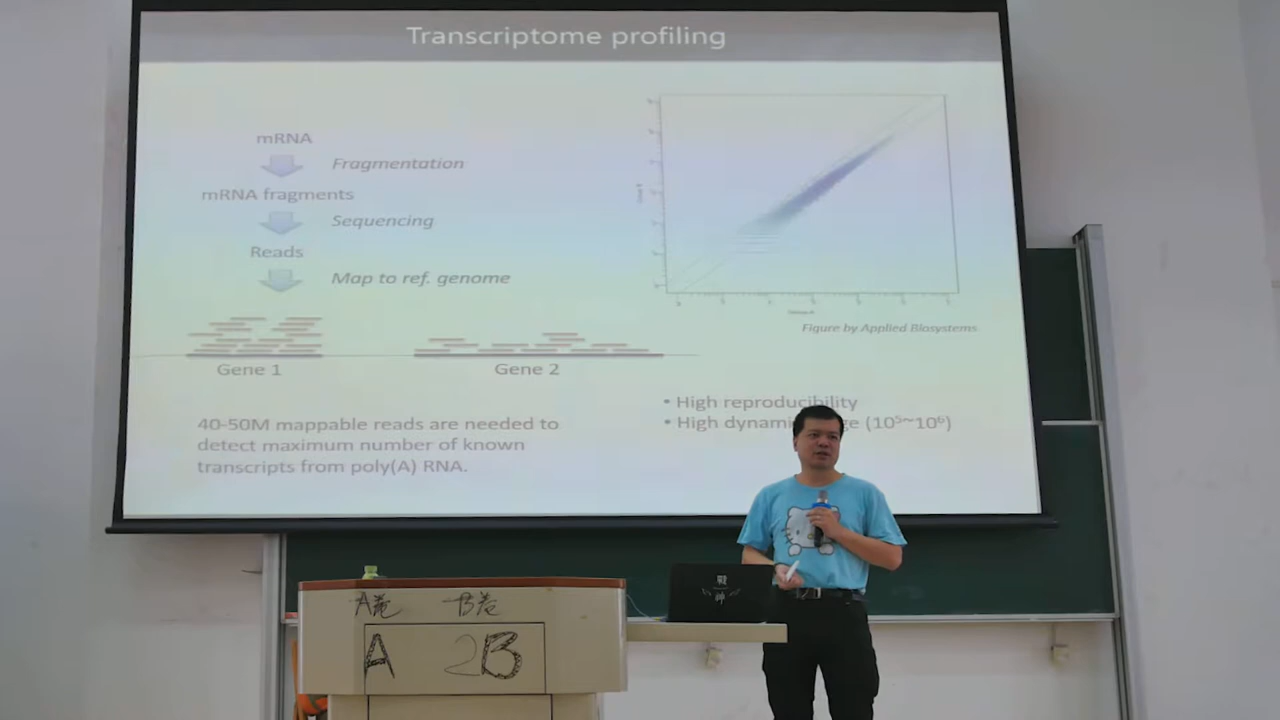 Transcriptome profiling
mRNA
Fragmentation
mRNA fragments
Sequencing
Reads
Map to ref. genome
Gene 1
Gene 2
Figure by Applied Biosystems
40-50M mappable reads are needed to
detect maximum number of known
transcripts from poly(A) RNA.
• High reproducibility
• High (10⁵~10⁶)
A卷 B卷
A 2B